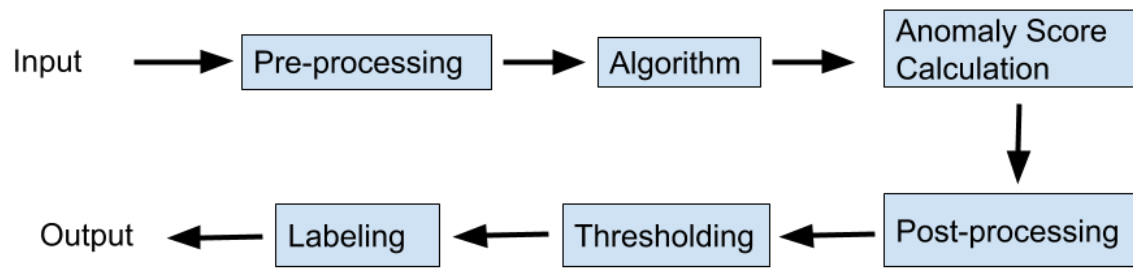 Input
Pre-processing
Algorithm
Anomaly Score
Calculation
Post-processing
Thresholding
Labeling
Output